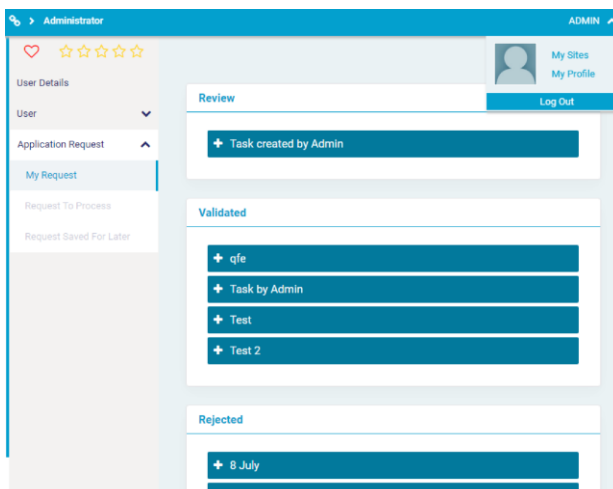 Administrator
ADMIN
My Sites
My Profile
Log Out
User Details
User
Application Request
My Request
Request To Process
Request Saved For Later
Review
Task created by Admin
Validated
qfe
Task by Admin
Test
Test 2
Rejected
8 July